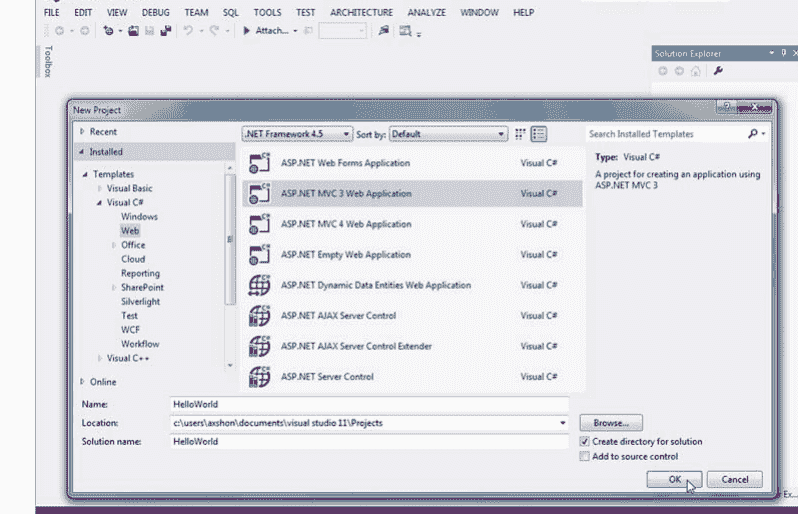 FILE EDIT VIEW DEBUG TEAM SQL TOOLS TEST ARCHITECTURE ANALYZE WINDOW HELP
Attach...
Toolbox
Solution Explorer
New Project
Recent
.NET Framework 4.5 Sort by: Default
Search Installed Templates
Installed
Templates
Visual Basic
Visual C#
Windows
Web
Office
Cloud
Reporting
SharePoint
Silverlight
Test
WCF
Workflow
Visual C++
Online
ASP.NET Web Forms Application Visual C#
ASP.NET MVC 3 Web Application Visual C#
ASP.NET MVC 4 Web Application Visual C#
ASP.NET Empty Web Application Visual C#
ASP.NET Dynamic Data Entities Web Application Visual C#
ASP.NET AJAX Server Control Visual C#
ASP.NET AJAX Server Control Extender Visual C#
ASP.NET Server Control Visual C#
Type: Visual C#
A project for creating an application using
ASP.NET MVC 3
Name: HelloWorld
Location: c:\users\axshon\documents\visual studio 11\Projects Browse...
Solution name: HelloWorld
Create directory for solution
Add to source control
OK Cancel